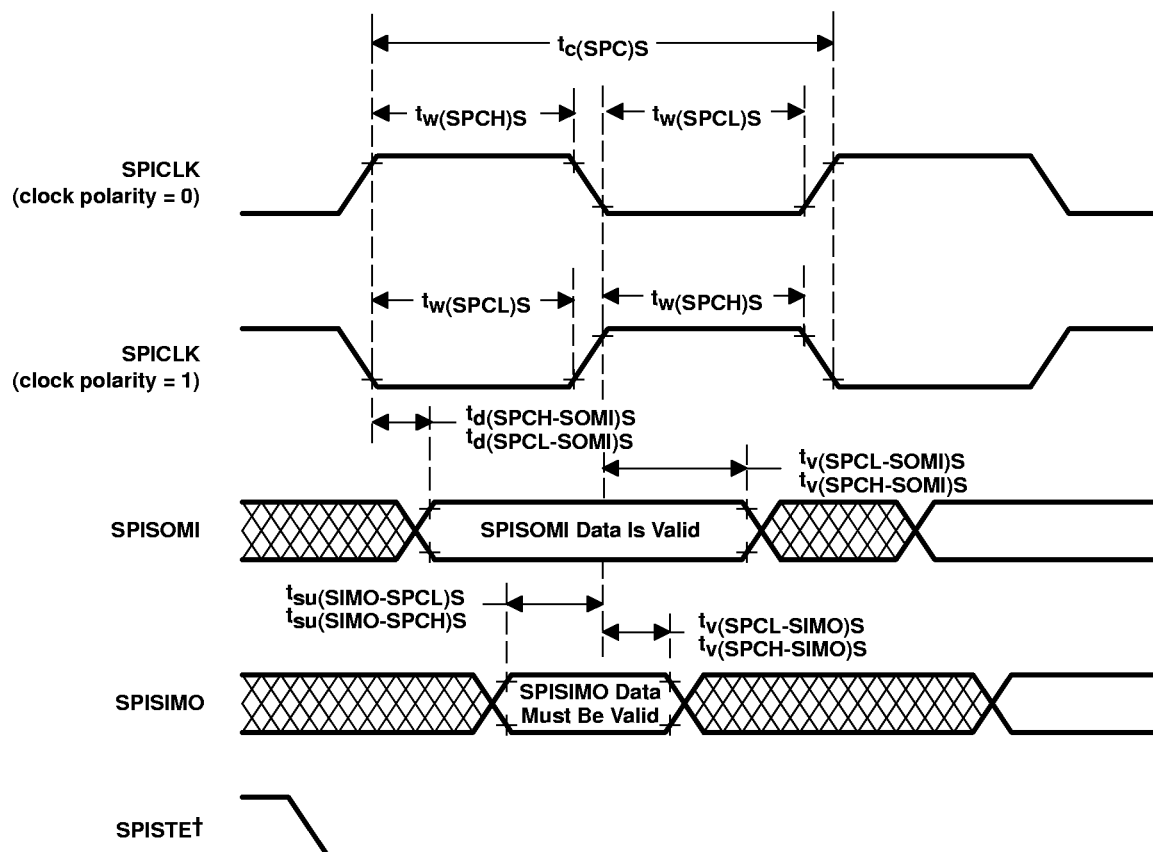 tc(SPC)S
tw(SPCH)S
tw(SPCL)S
SPICLK
(clock polarity = 0)
tw(SPCL)S
tw(SPCH)S
SPICLK
(clock polarity = 1)
td(SPCH-SOMI)S
td(SPCL-SOMI)S
tv(SPCL-SOMI)S
tv(SPCH-SOMI)S
SPISOMI
SPISOMI Data Is Valid
tsu(SIMO-SPCL)S
tsu(SIMO-SPCH)S
tv(SPCL-SIMO)S
tv(SPCH-SIMO)S
SPISIMO
SPISIMO Data
Must Be Valid
SPISTE†